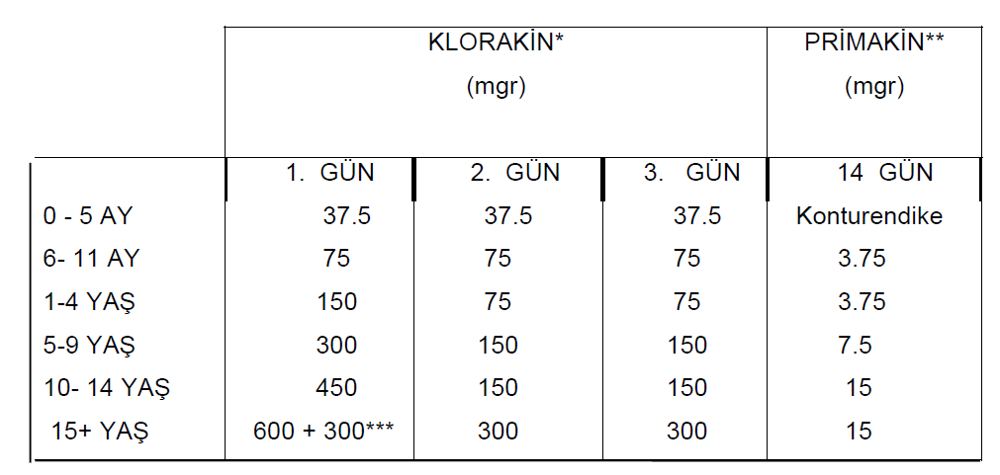 KLORAKİN* PRİMAKİN**
(mgr) (mgr)
1. GÜN 2. GÜN 3. GÜN 14 GÜN
0 - 5 AY 37.5 37.5 37.5 Konturendike
6- 11 AY 75 75 75 3.75
1-4 YAŞ 150 75 75 3.75
5-9 YAŞ 300 150 150 7.5
10- 14 YAŞ 450 150 150 15
15+ YAŞ 600 + 300*** 300 300 15